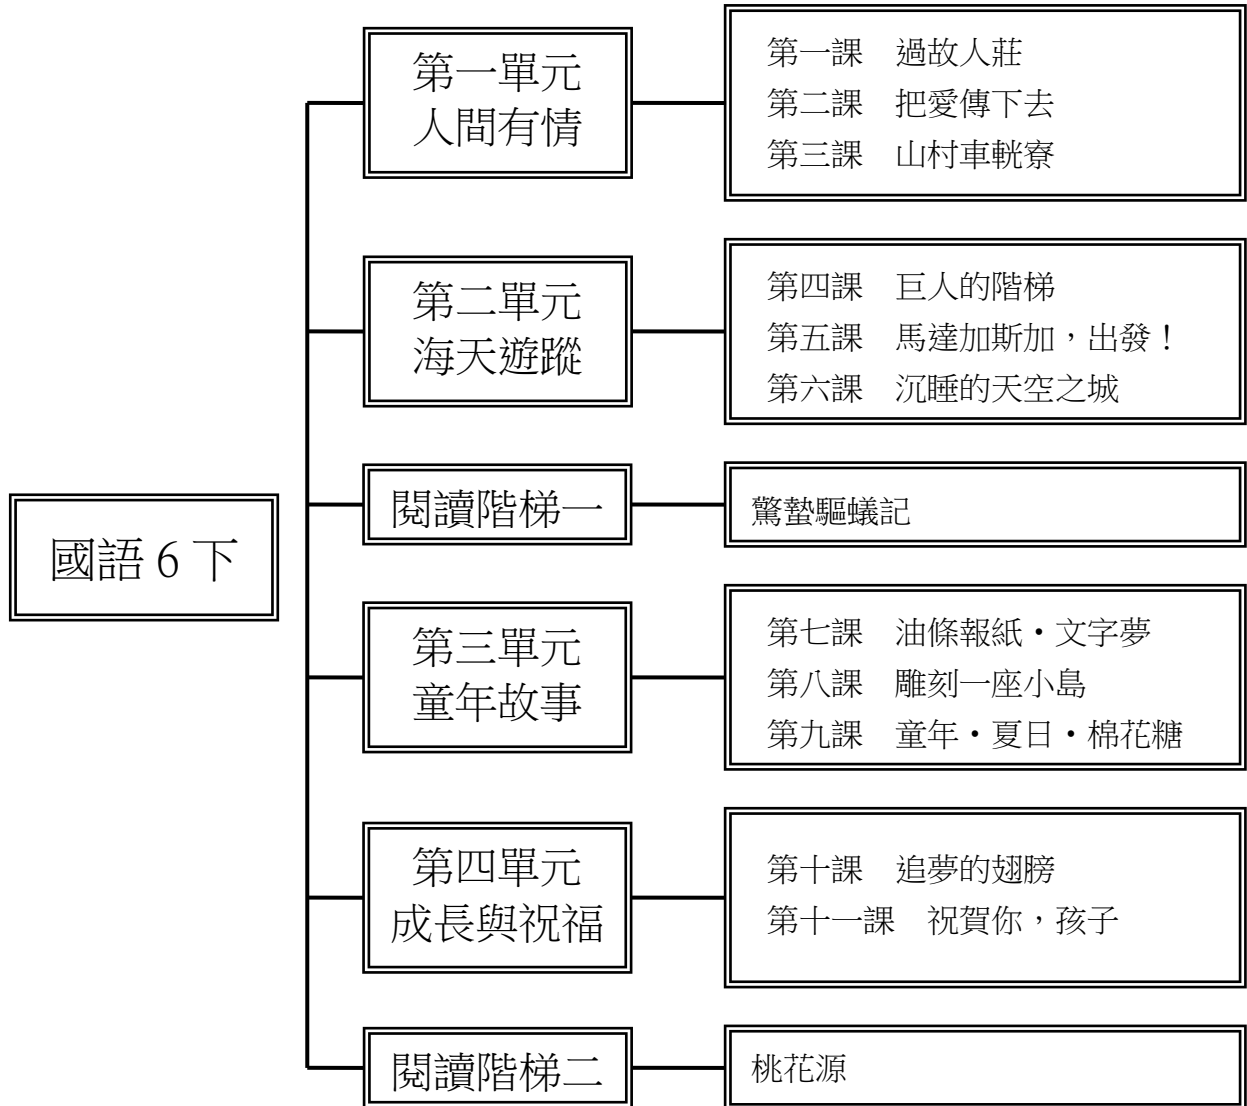 國語 6 下
第一單元
人間有情
第一課　過故人莊
第二課　把愛傳下去
第三課　山村車輄寮
第二單元
海天遊蹤
第四課　巨人的階梯
第五課　馬達加斯加，出發！
第六課　沉睡的天空之城
閱讀階梯一
驚蟄驅蟻記
第三單元
童年故事
第七課　油條報紙・文字夢
第八課　雕刻一座小島
第九課　童年・夏日・棉花糖
第四單元
成長與祝福
第十課　追夢的翅膀
第十一課　祝賀你，孩子
閱讀階梯二
桃花源